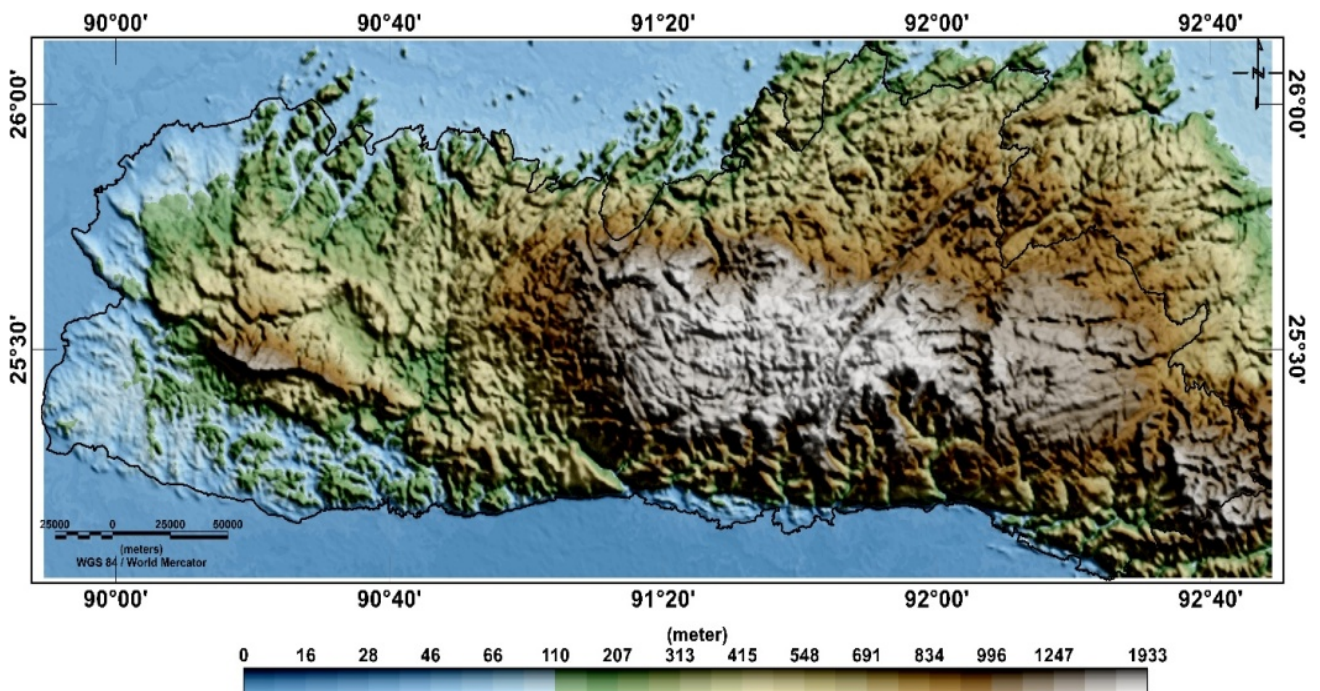 90°00' 90°40' 91°20' 92°00' 92°40'
26°00' 26°00'
N
25°30' 25°30'
25000 0 25000 50000
(meters)
WGS 84 / World Mercator
90°00' 90°40' 91°20' 92°00' 92°40'
(meter)
0 16 28 46 66 110 207 313 415 548 691 834 996 1247 1933